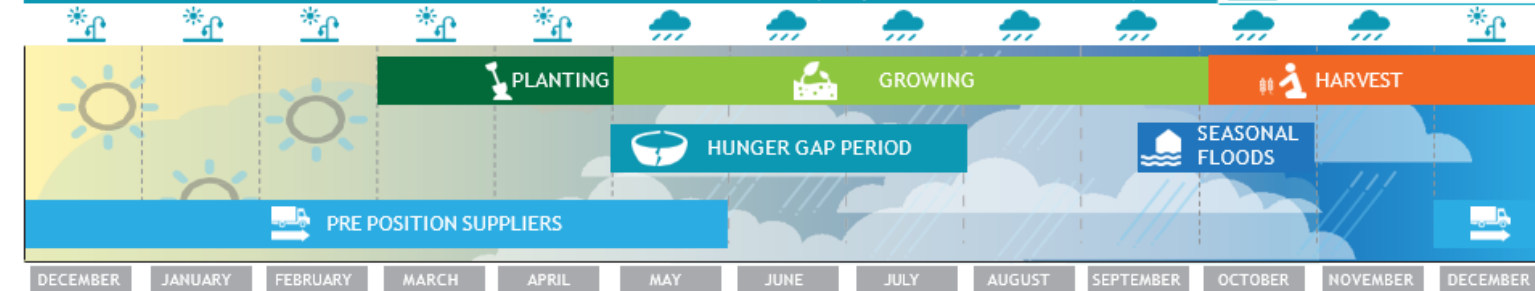 PLANTING
GROWING
HARVEST
HUNGER GAP PERIOD
SEASONAL
FLOODS
PRE POSITION SUPPLIERS
DECEMBER JANUARY FEBRUARY MARCH APRIL MAY JUNE JULY AUGUST SEPTEMBER OCTOBER NOVEMBER DECEMBER